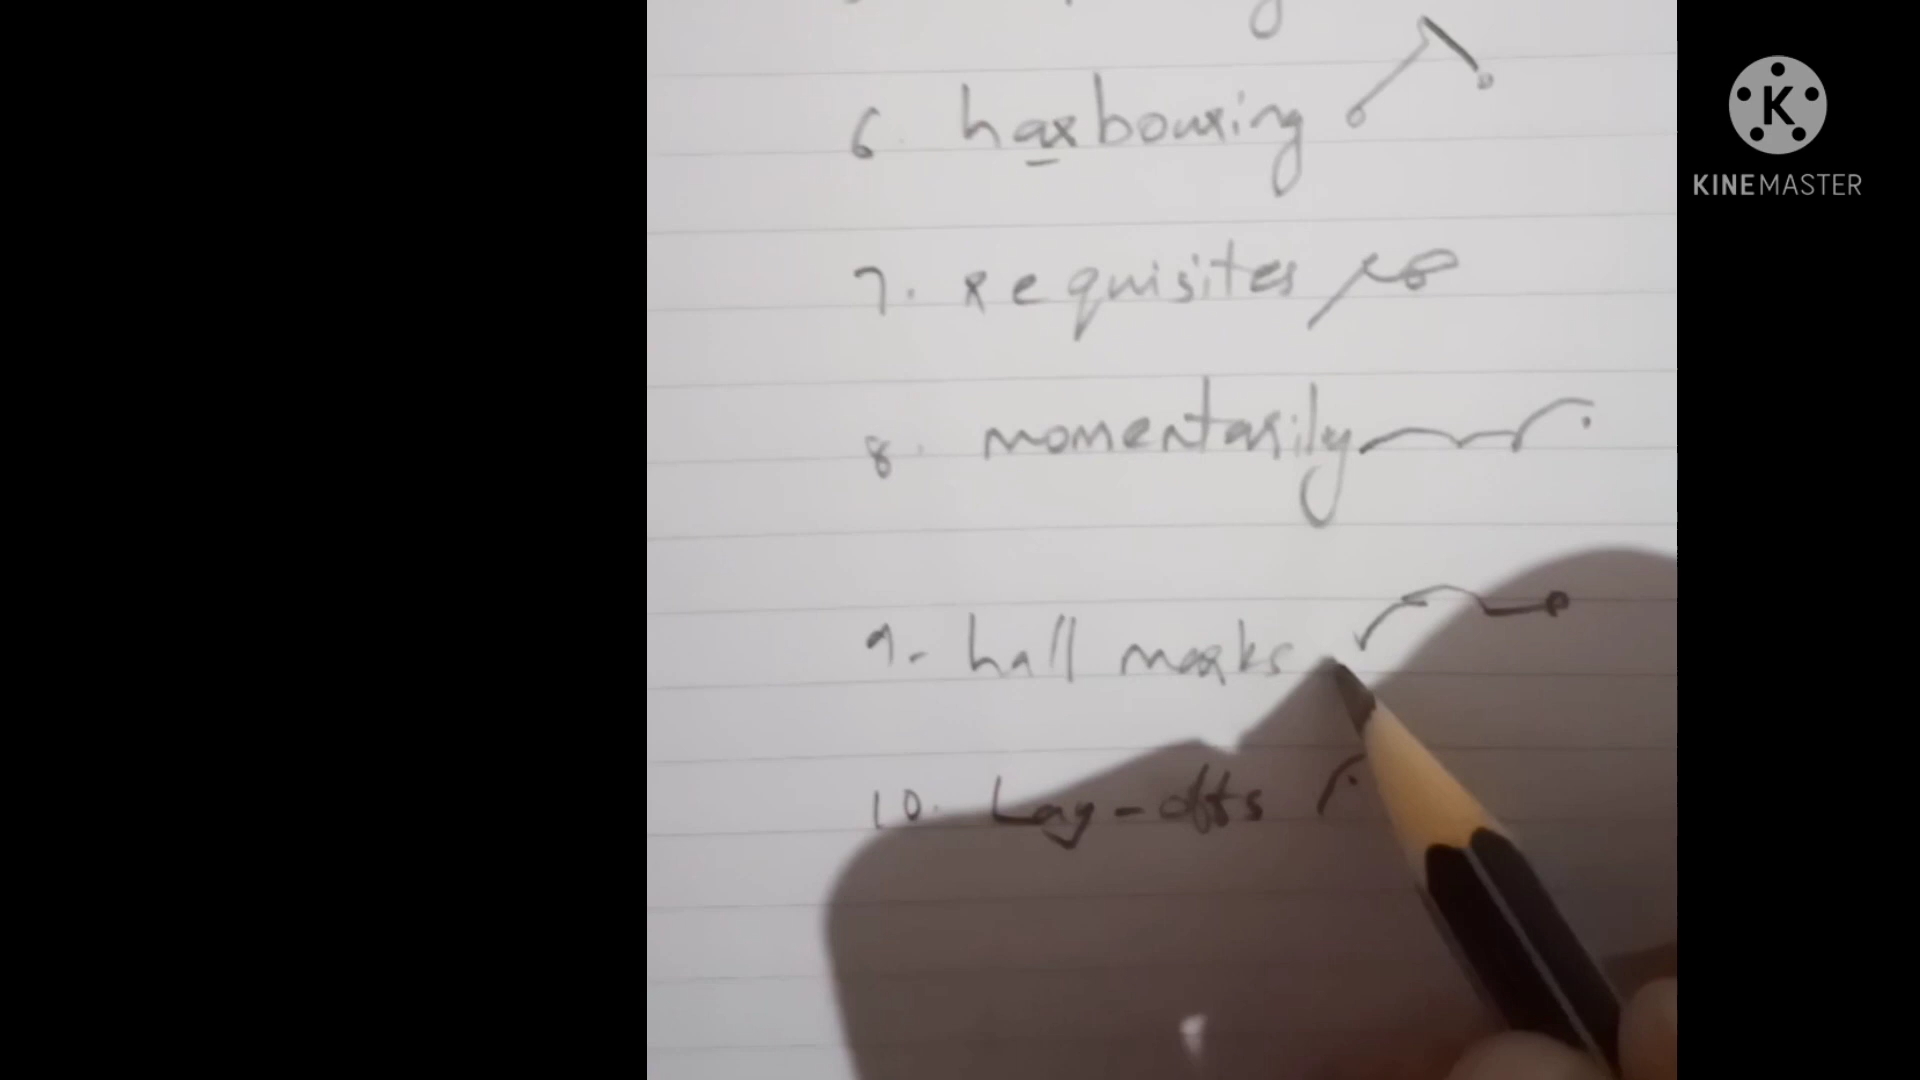 6. harbouring
7. requisites
8. momentarily
9. hall marks
10. Lay-offs
KINEMASTER